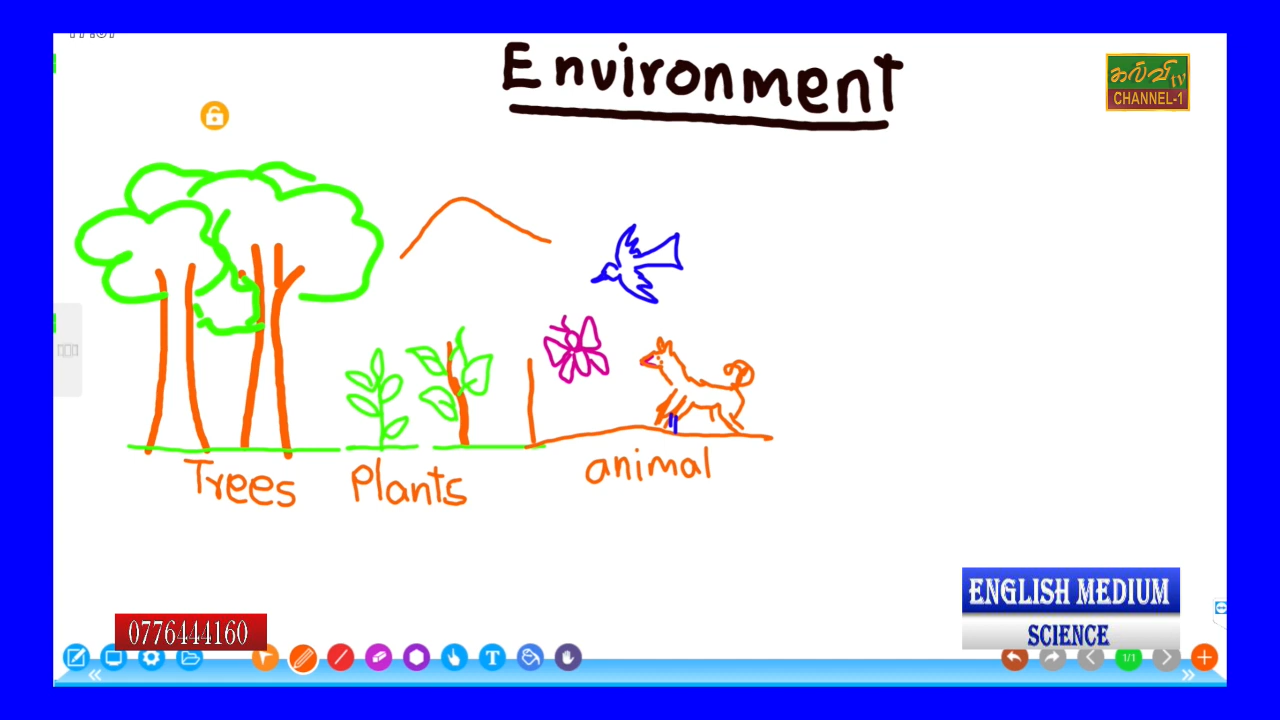 Environment
கல்வி TV
CHANNEL-1
Trees
Plants
animal
ENGLISH MEDIUM
SCIENCE
0776444160
T
1/1